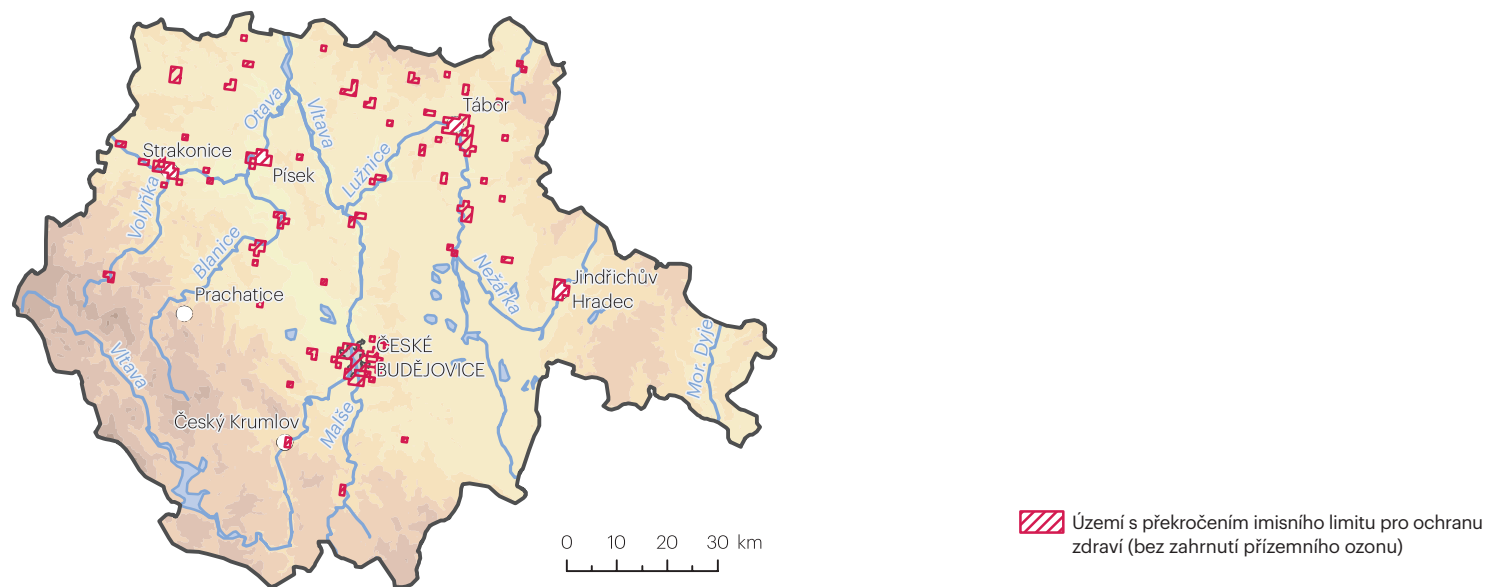 Tábor
Otava
Vltava
Strakonice
Lužnice
Písek
Volyňka
Blanice
Nežárka
Jindřichův
Hradec
Prachatice
Vltava
ČESKÉ
BUDĚJOVICE
Mor. Dyje
Český Krumlov
Malše
0 10 20 30 km
Území s překročením imisního limitu pro ochranu
zdraví (bez zahrnutí přízemního ozonu)